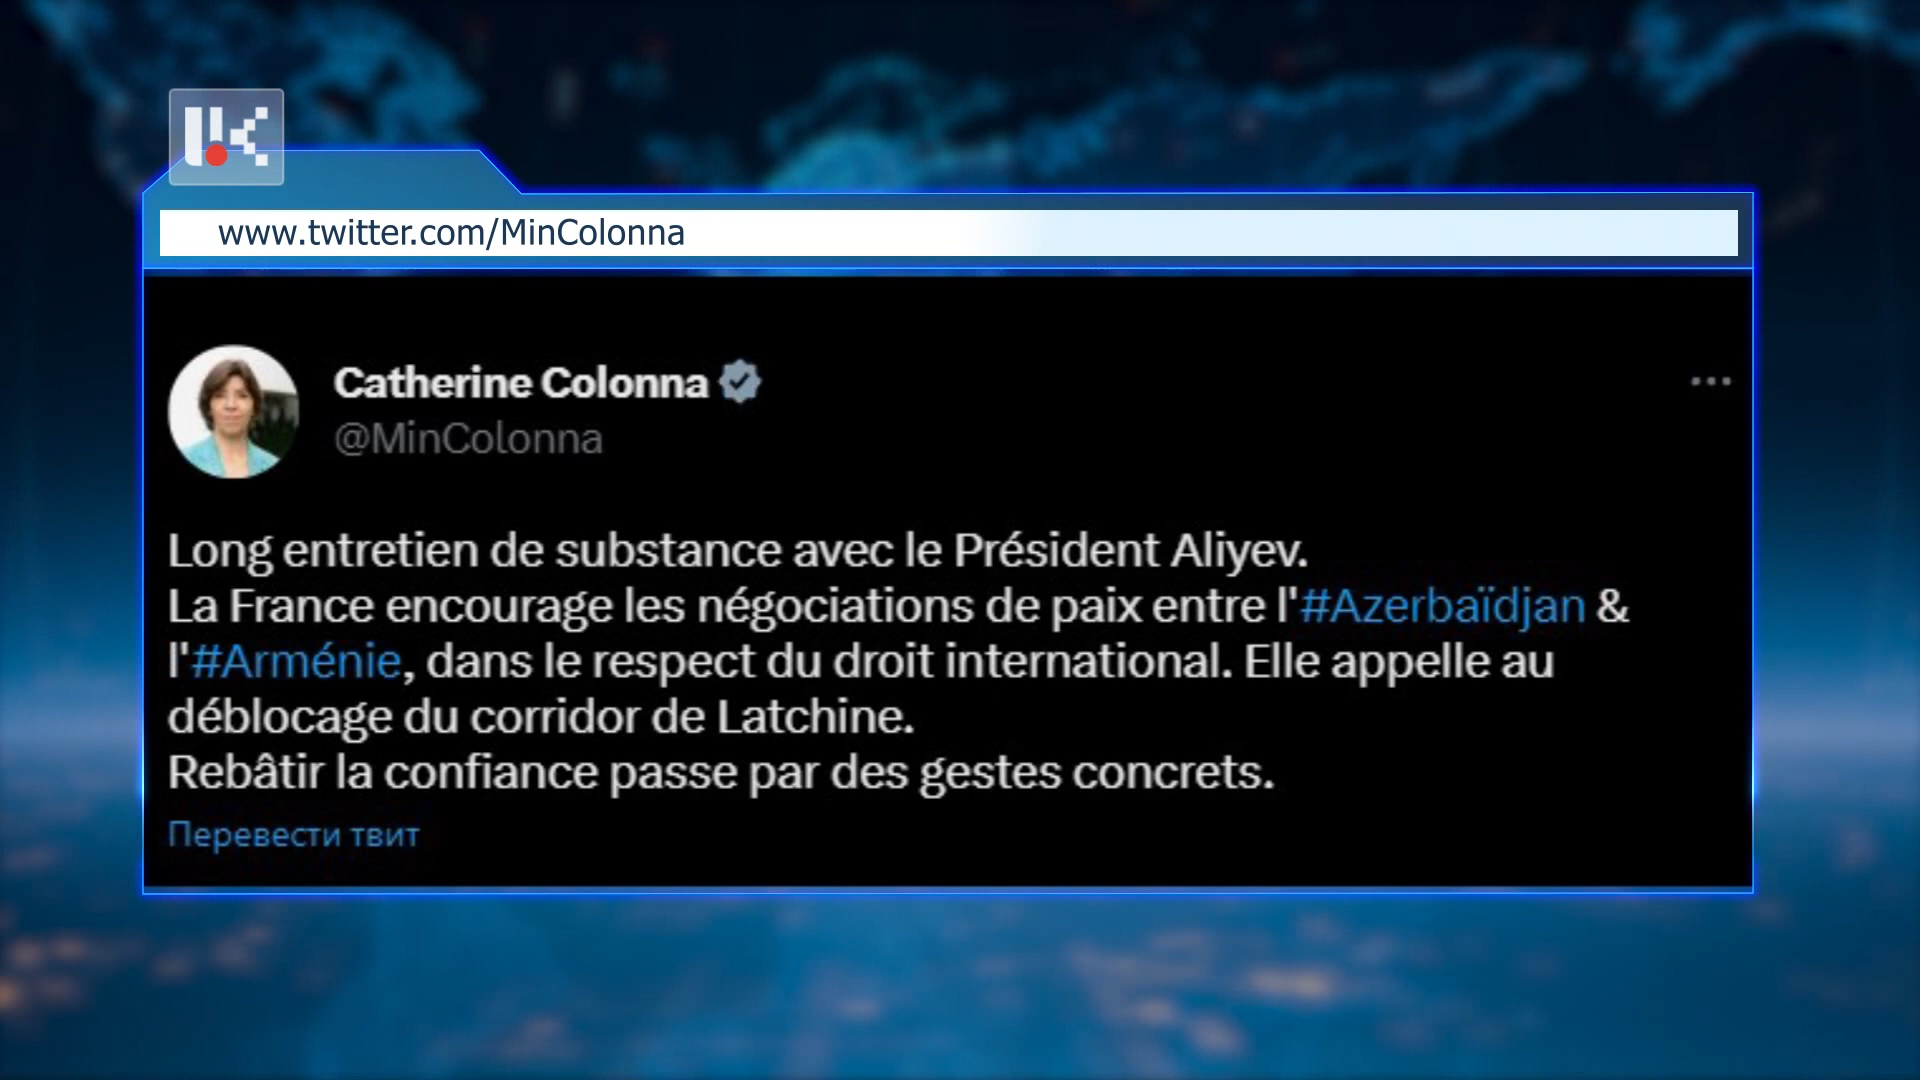 www.twitter.com/MinColonna
Catherine Colonna
@MinColonna
Long entretien de substance avec le Président Aliyev.
La France encourage les négociations de paix entre l'#Azerbaïdjan &
l'#Arménie, dans le respect du droit international. Elle appelle au
déblocage du corridor de Latchine.
Rebâtir la confiance passe par des gestes concrets.
Перевести твит